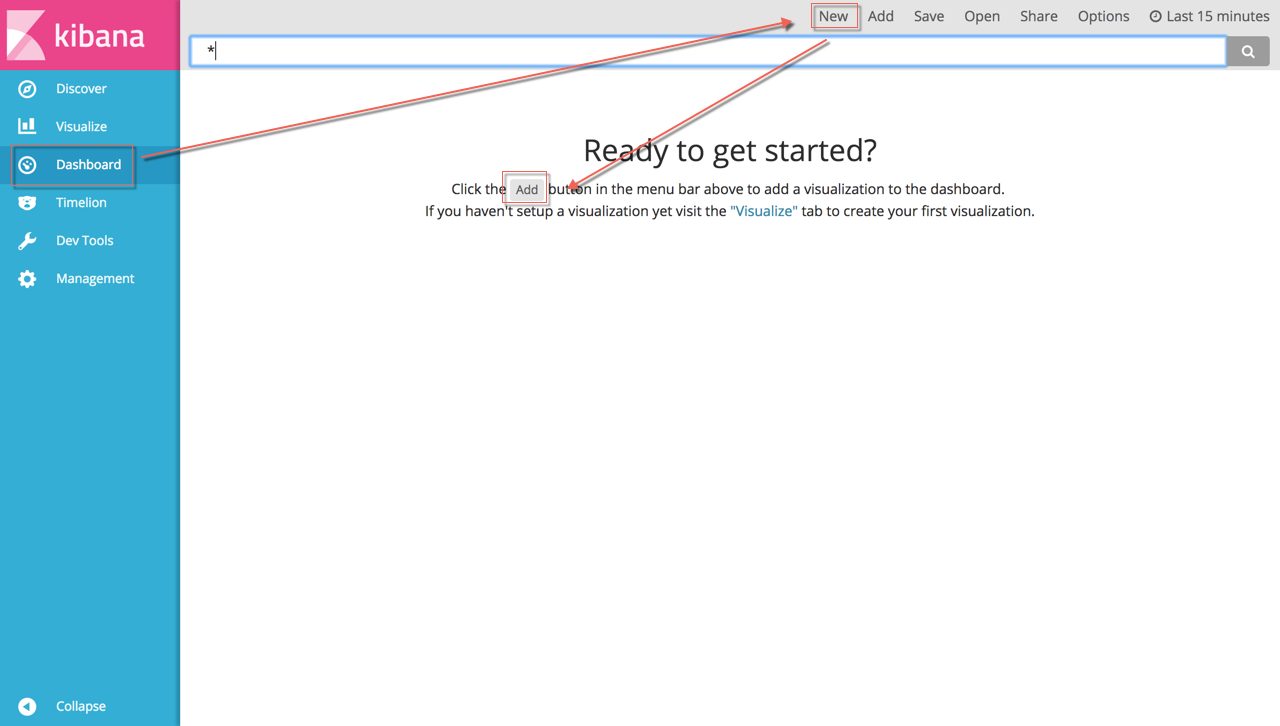 kibana
New Add Save Open Share Options Last 15 minutes
*
Discover
Visualize
Dashboard
Timelion
Dev Tools
Management
Collapse
Ready to get started?
Click the Add button in the menu bar above to add a visualization to the dashboard.
If you haven't setup a visualization yet visit the "Visualize" tab to create your first visualization.